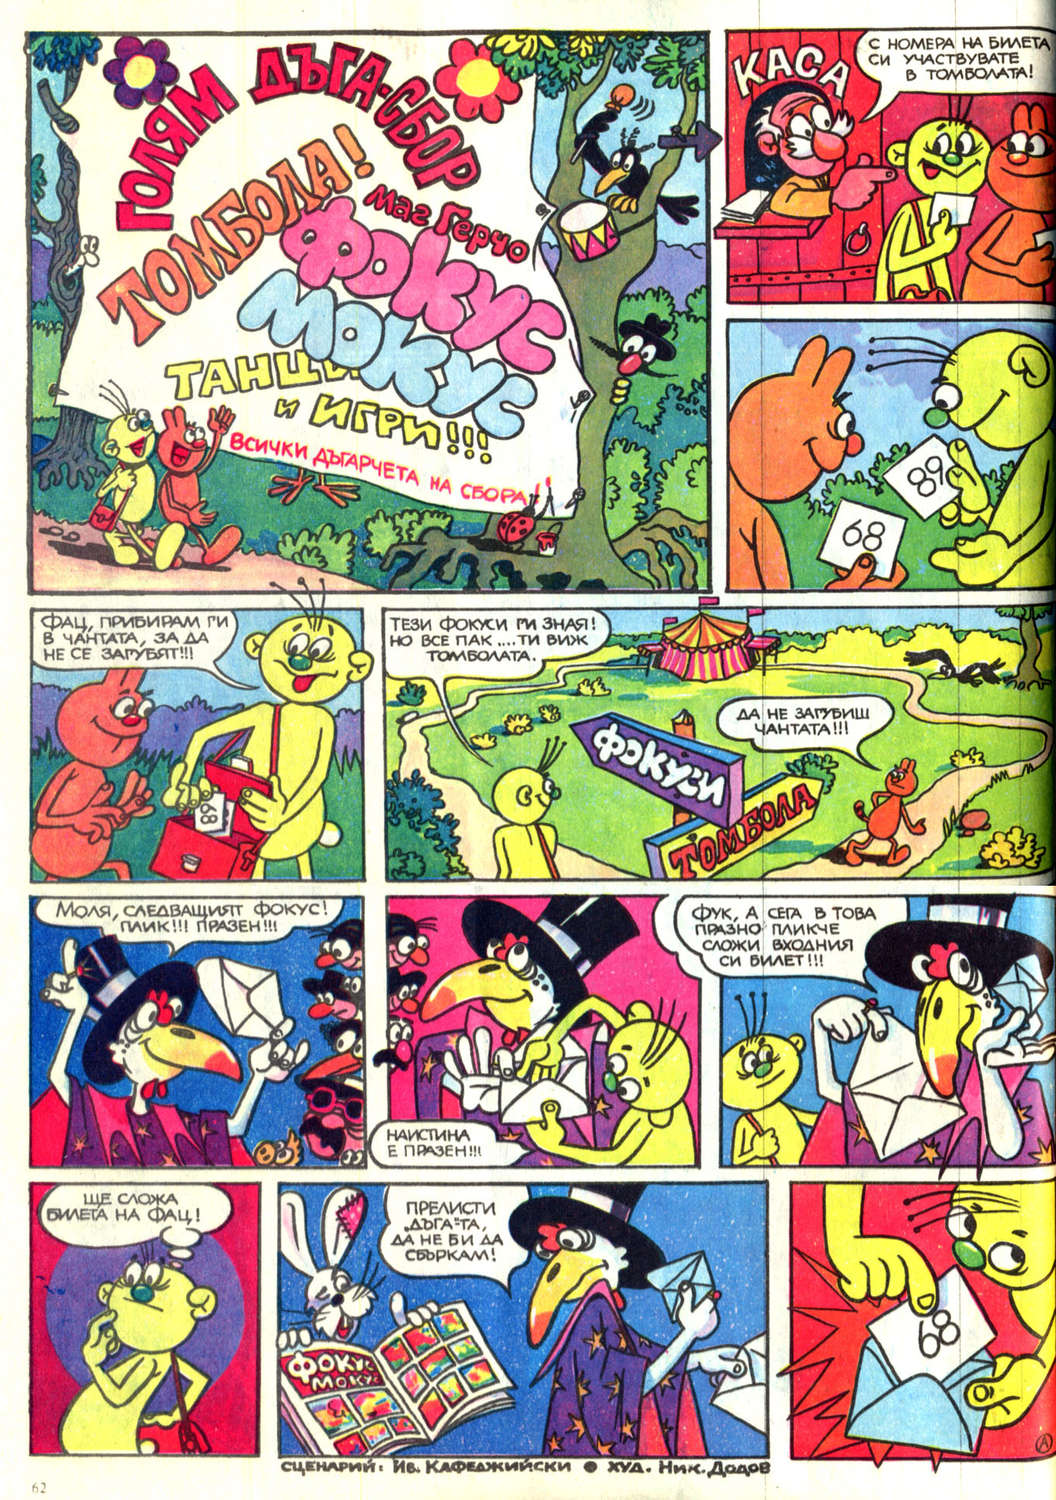 ГОЛЯМ ДЪГА-СБОР
ТОМБОЛА!
МАГ ГЕРЧО
ФОКУС
МОКУС
ТАНЦИ
И ИГРИ!!!
ВСИЧКИ ДЪГАРЧЕТА НА СБОРА!
КАСА
С НОМЕРА НА БИЛЕТА
СИ УЧАСТВУВАТЕ
В ТОМБОЛАТА!
89
68
ФАЦ, ПРИБИРАМ ГИ
В ЧАНТАТА, ЗА ДА
НЕ СЕ ЗАГУБЯТ!!!
68
ТЕЗИ ФОКУСИ ГИ ЗНАЯ!
НО ВСЕ ПАК ....ТИ ВИЖ
ТОМБОЛАТА.
ДА НЕ ЗАГУБИШ
ЧАНТАТА!!!
ФОКУСИ
ТОМБОЛА
МОЛЯ, СЛЕДВАЩИЯТ ФОКУС!
ПЛИК!!! ПРАЗЕН!!!
НАИСТИНА
Е ПРАЗЕН!!!
ФУК, А СЕГА В ТОВА
ПРАЗНО ПЛИКЧЕ
СЛОЖИ ВХОДНИЯ
СИ БИЛЕТ!!!
ЩЕ СЛОЖА
БИЛЕТА НА ФАЦ!
ПРЕЛИСТИ
„ДЪГА"ТА,
ДА НЕ БИ ДА
СБЪРКАМ!
ФОКУС
МОКУС
68
А
СЦЕНАРИЙ: ИВ. КАФЕДЖИЙСКИ ● ХУД. НИК. ДОДОВ
62